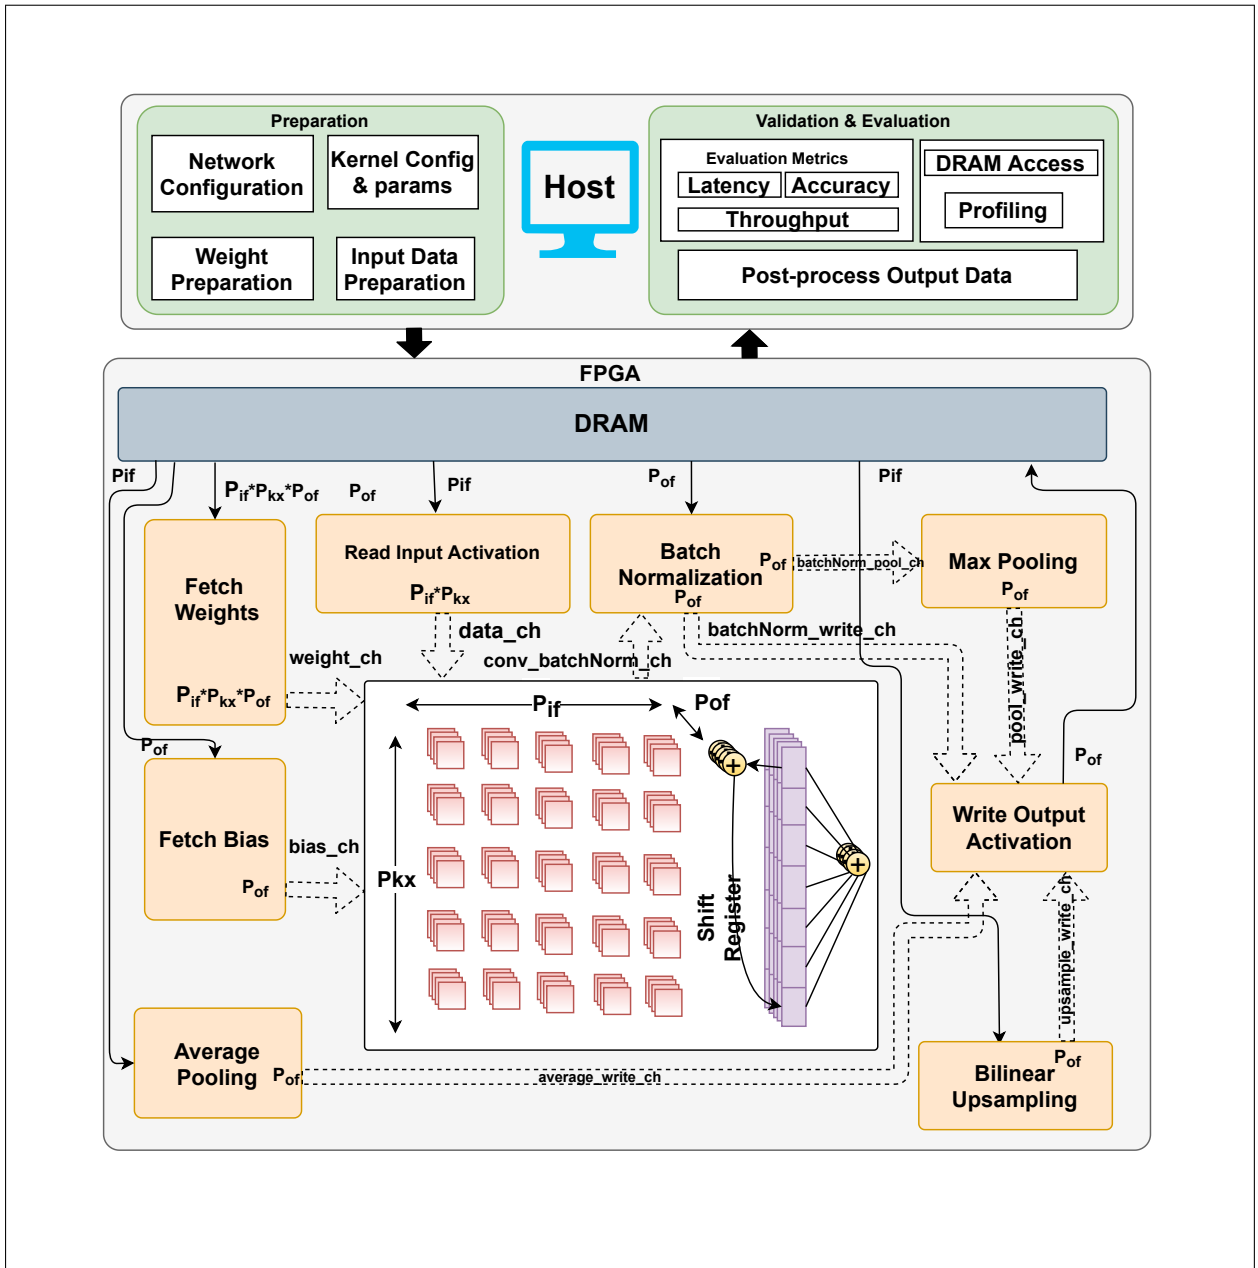 Preparation
Network
Configuration
Kernel Config
& params
Weight
Preparation
Input Data
Preparation
Host
Validation & Evaluation
Evaluation Metrics
Latency
Accuracy
Throughput
DRAM Access
Profiling
Post-process Output Data
FPGA
DRAM
Pif
Pif*Pkx*Pof
Pof
Pif
Pof
Pif
Fetch
Weights
Pif*Pkx*Pof
Read Input Activation
Pif*Pkx
Batch
Normalization
Pof
Pof
batchNorm_pool_ch
Max Pooling
Pof
data_ch
conv_batchNorm_ch
batchNorm_write_ch
pool_write_ch
weight_ch
Pof
Pif
Pof
+
Pkx
Shift
Register
+
Fetch Bias
Pof
bias_ch
Pof
Write Output
Activation
upsample_write_ch
Average
Pooling
Pof
average_write_ch
Pof
Bilinear
Upsampling